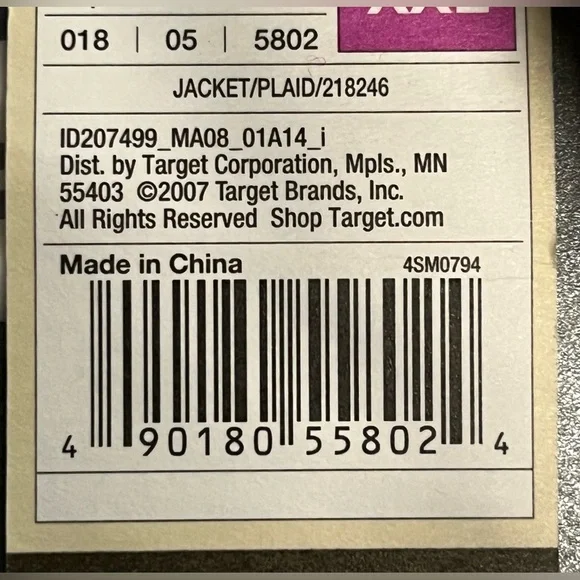 XXL
018 | 05 | 5802
JACKET/PLAID/218246
ID207499_MA08_01A14_i
Dist. by Target Corporation, Mpls., MN
55403 ©2007 Target Brands, Inc.
All Rights Reserved Shop Target.com
Made in China 4SM0794
4 90180 55802 4